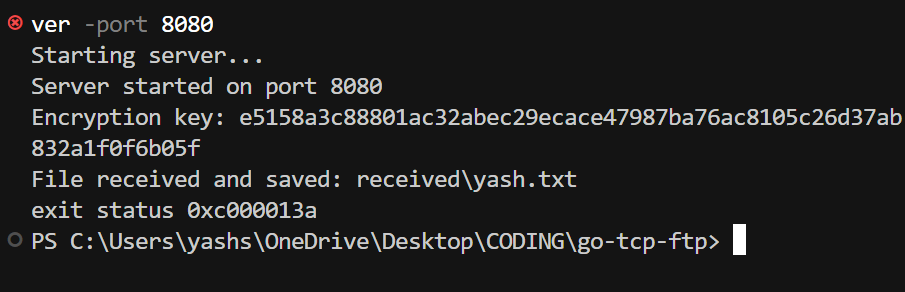 ver -port 8080
Starting server...
Server started on port 8080
Encryption key: e5158a3c88801ac32abec29ecace47987ba76ac8105c26d37ab
832a1f0f6b05f
File received and saved: received\yash.txt
exit status 0xc000013a
PS C:\Users\yashs\OneDrive\Desktop\CODING\go-tcp-ftp>